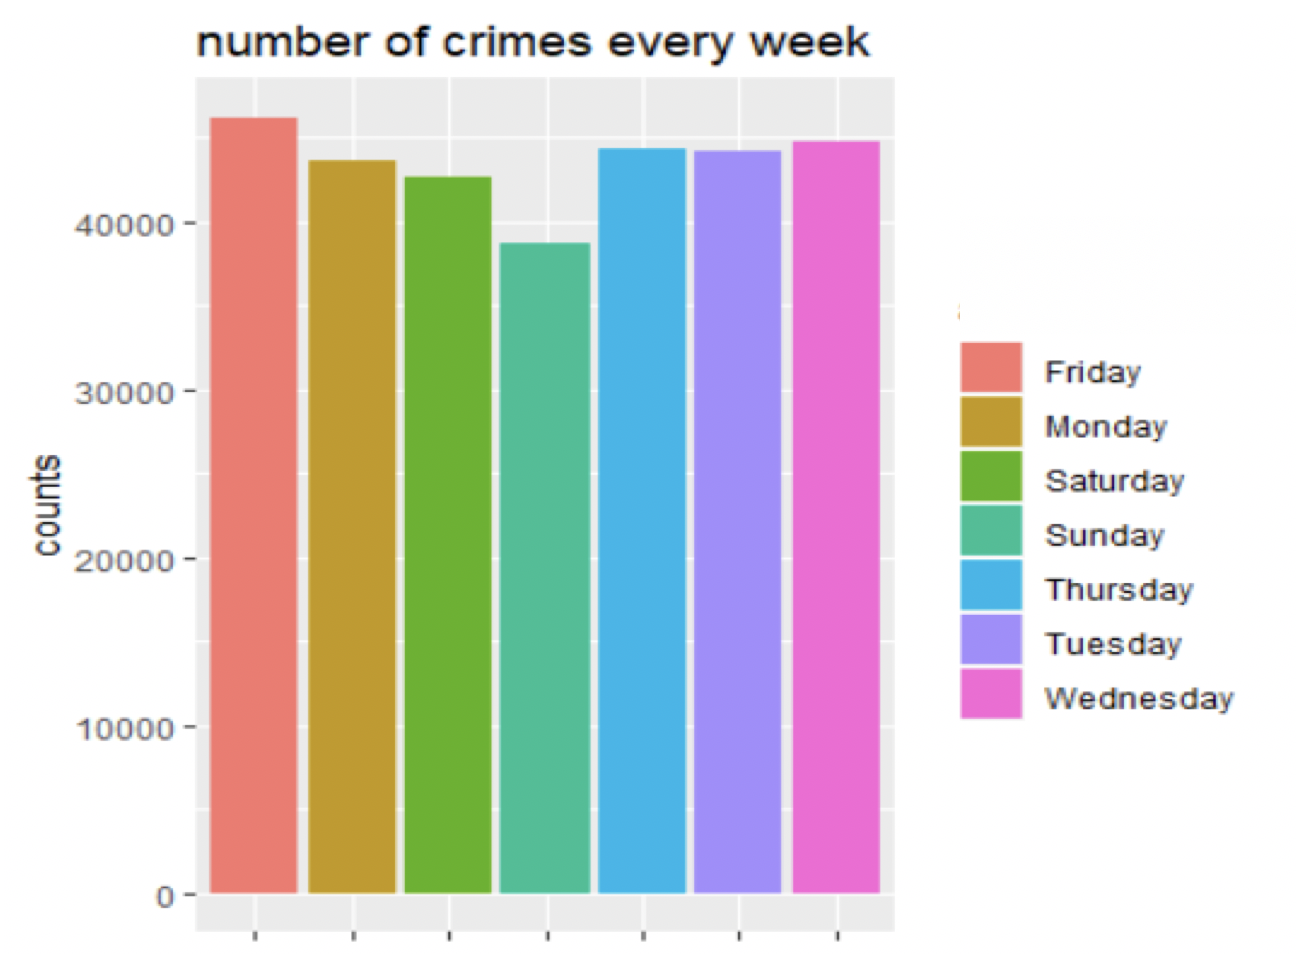 number of crimes every week
counts
40000
30000
20000
10000
0
Friday
Monday
Saturday
Sunday
Thursday
Tuesday
Wednesday